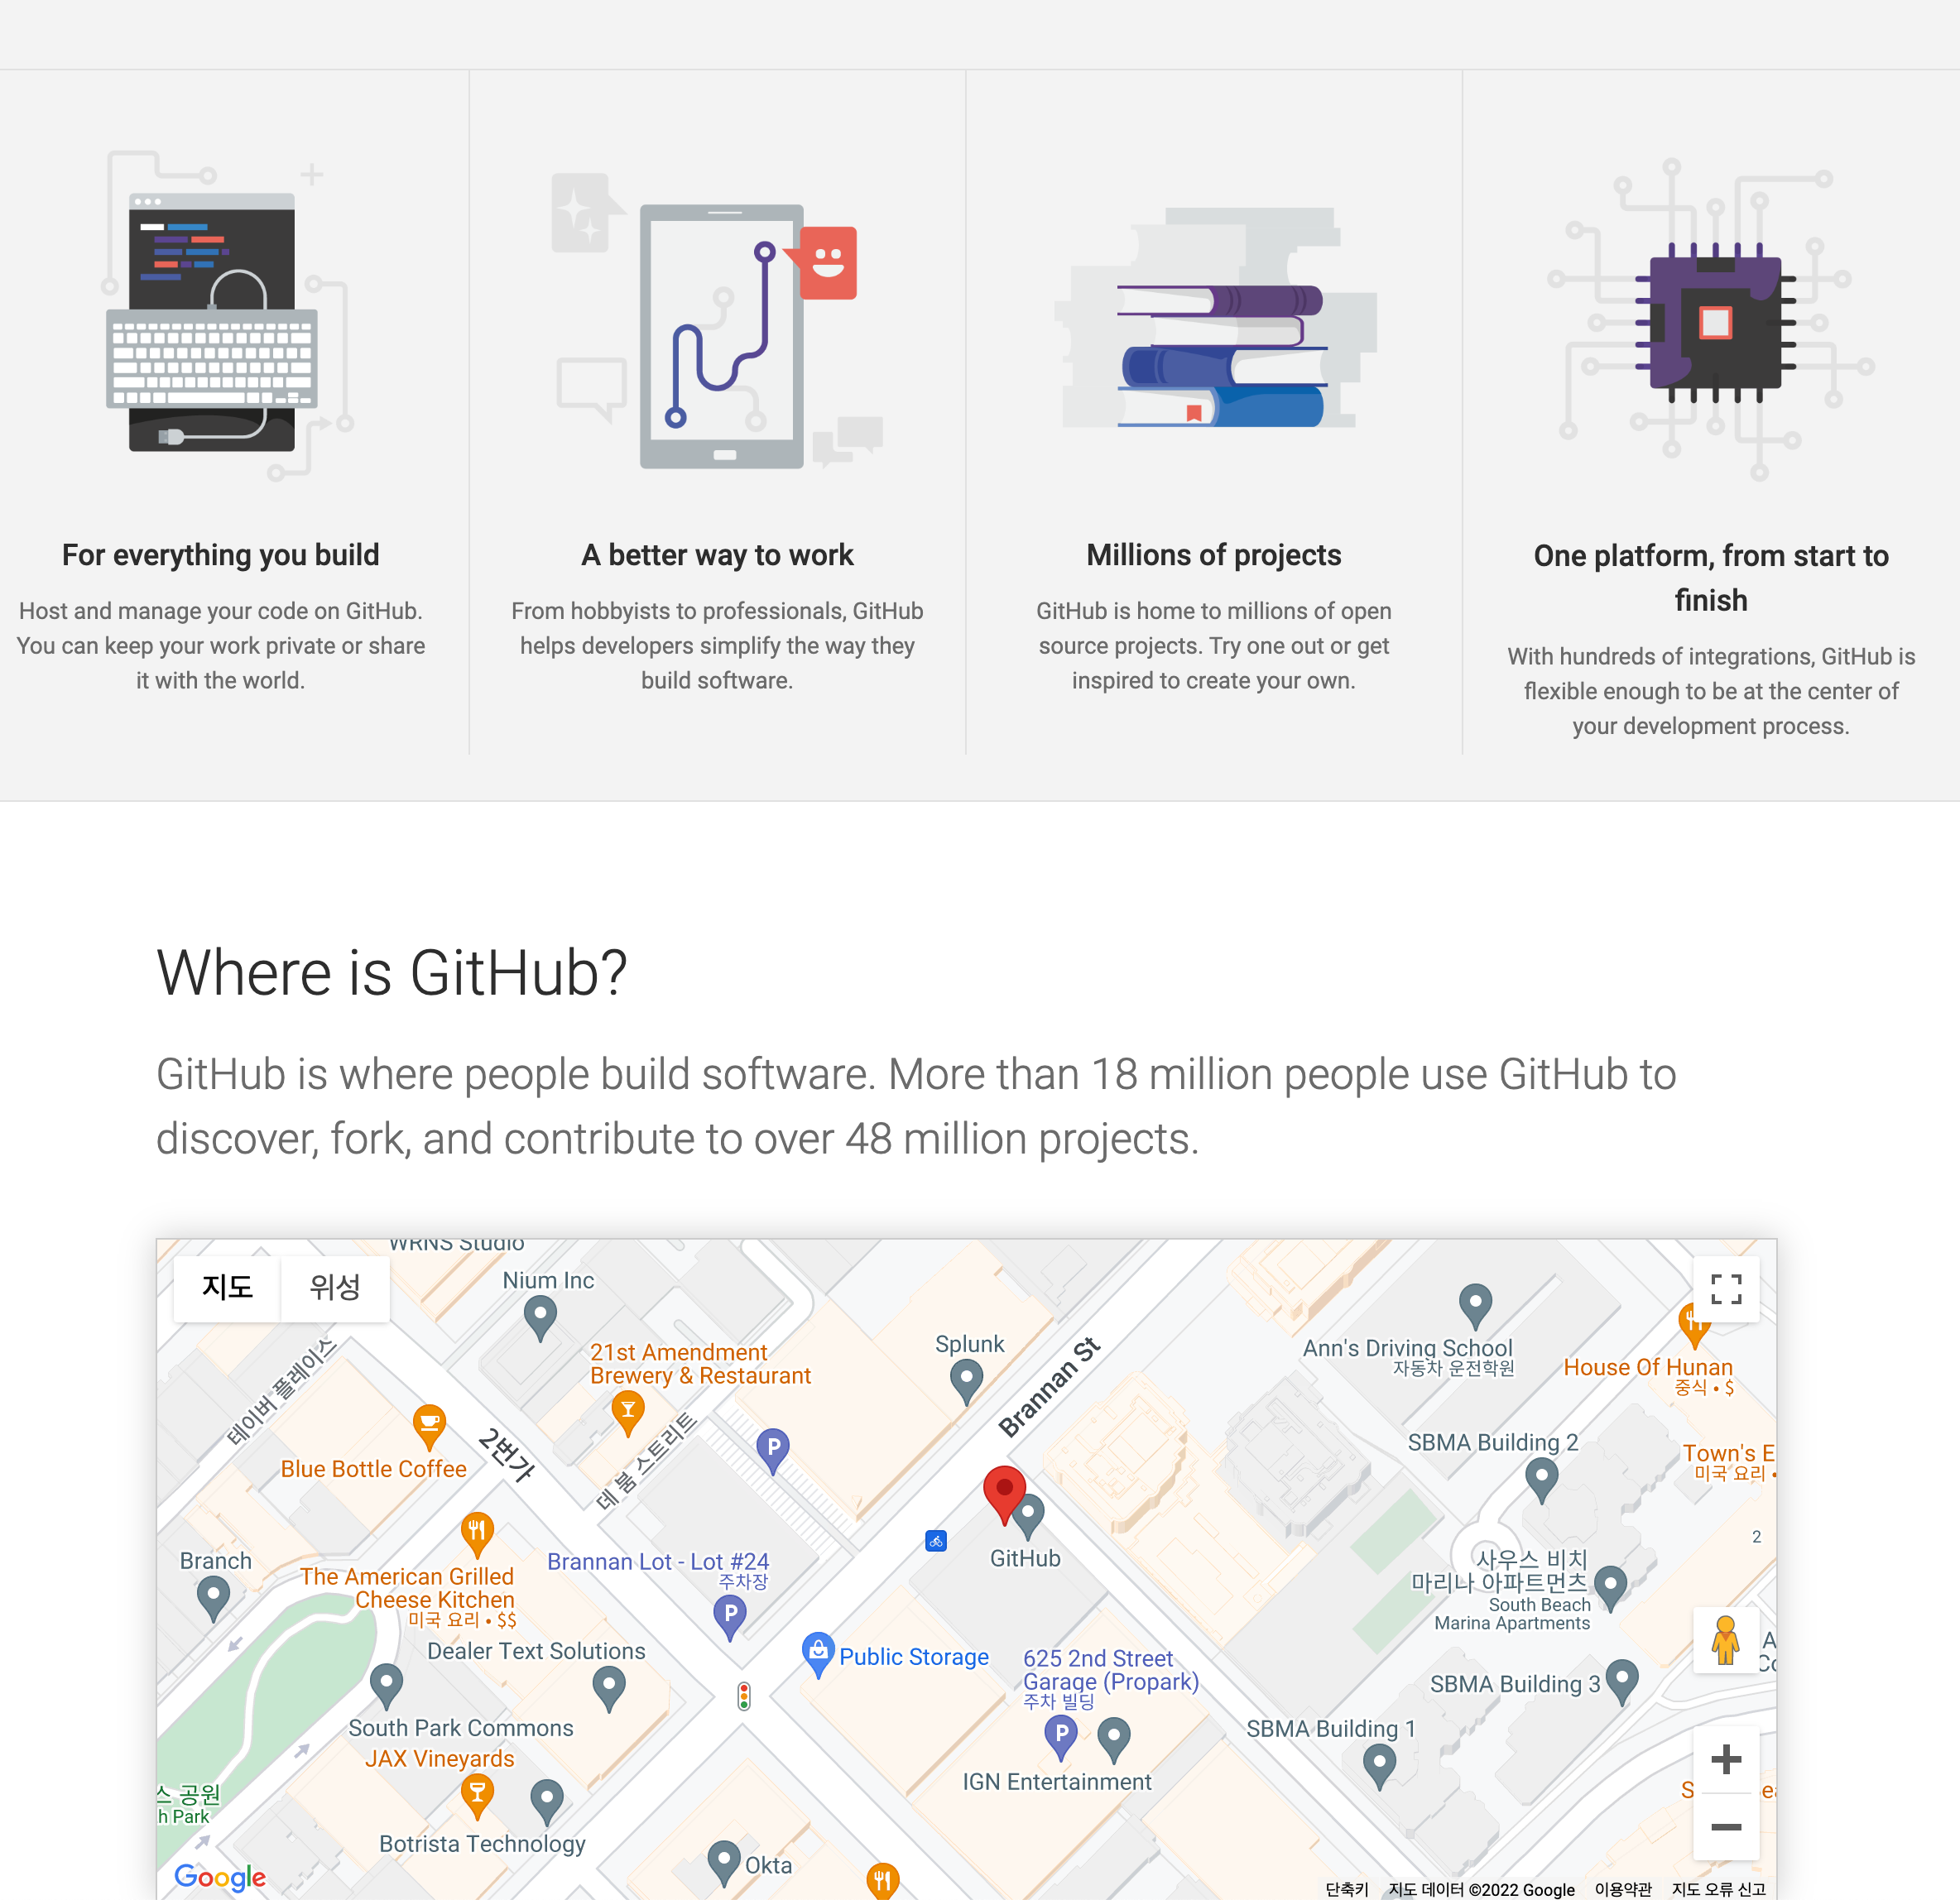 For everything you build
Host and manage your code on GitHub.
You can keep your work private or share
it with the world.
A better way to work
From hobbyists to professionals, GitHub
helps developers simplify the way they
build software.
Millions of projects
GitHub is home to millions of open
source projects. Try one out or get
inspired to create your own.
One platform, from start to
finish
With hundreds of integrations, GitHub is
flexible enough to be at the center of
your development process.
Where is GitHub?
GitHub is where people build software. More than 18 million people use GitHub to
discover, fork, and contribute to over 48 million projects.
WRNS Studio
지도
위성
Nium Inc
21st Amendment
Brewery & Restaurant
Splunk
Brannan St
Ann's Driving School
자동차 운전학원
House Of Hunan
중식 • $
테이버 플레이스
2번가
데 붐 스트리트
P
Blue Bottle Coffee
SBMA Building 2
Town's E
미국 요리 •
2
Branch
The American Grilled
Cheese Kitchen
미국 요리 • $$
Brannan Lot - Lot #24
주차장
P
GitHub
사우스 비치
마리나 아파트먼츠
South Beach
Marina Apartments
Dealer Text Solutions
Public Storage
625 2nd Street
Garage (Propark)
주차 빌딩
P
SBMA Building 3
South Park Commons
SBMA Building 1
JAX Vineyards
IGN Entertainment
스 공원
h Park
Botrista Technology
Okta
Google
단축키
지도 데이터 ©2022 Google
이용약관
지도 오류 신고